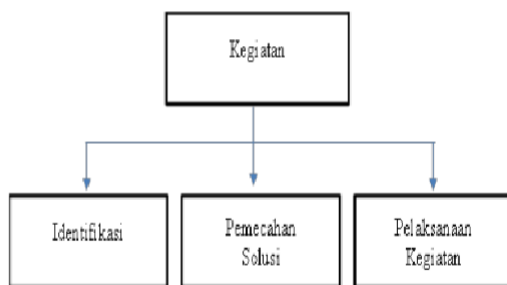 Kegiatan
Identifikasi
Pemecahan
Solusi
Pelaksanaan
Kegiatan